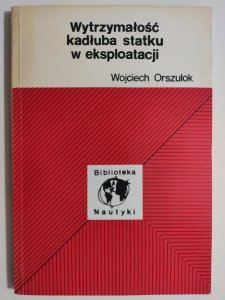 Wytrzymałość
kadłuba statku
w eksploatacji
Wojciech Orszulok
Biblioteka
Nautyki